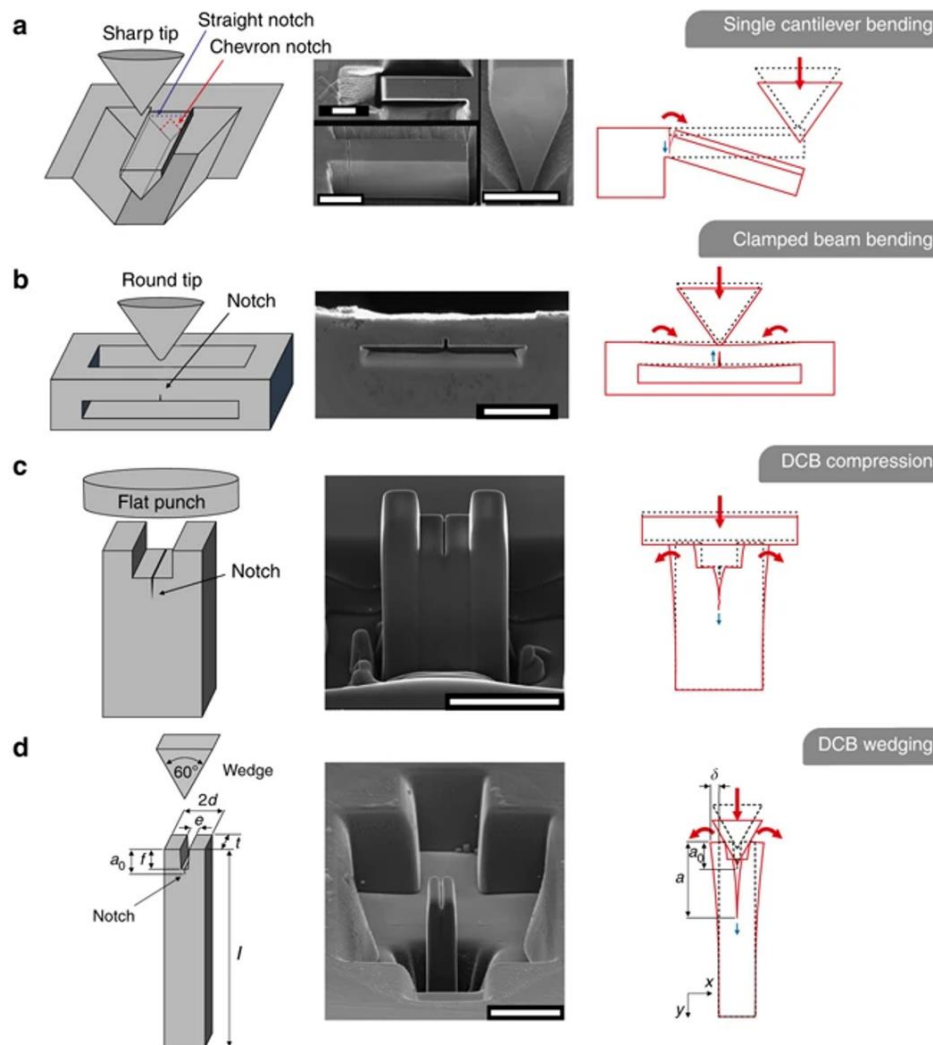 a
Straight notch
Sharp tip
Chevron notch
Single cantilever bending
Clamped beam bending
b
Round tip
Notch
DCB compression
c
Flat punch
Notch
d
DCB wedging
60°
Wedge
2d
e
t
a₀
f
Notch
l
δ
a₀
a
x
y